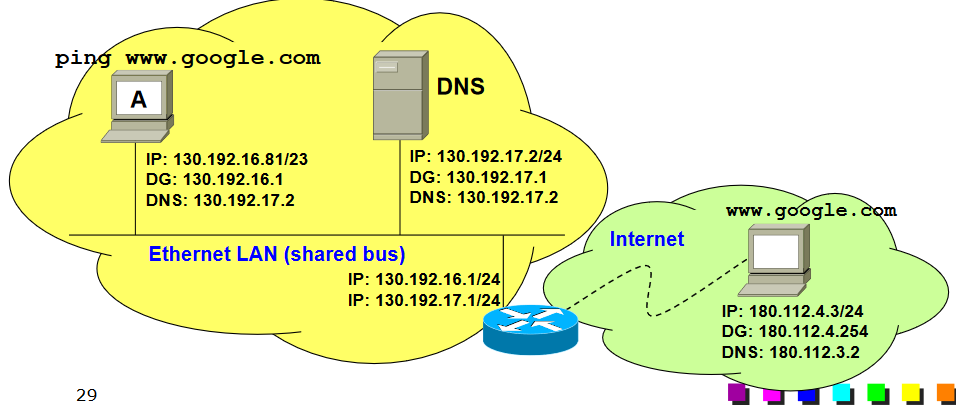 ping www.google.com
A
DNS
IP: 130.192.16.81/23
DG: 130.192.16.1
DNS: 130.192.17.2
IP: 130.192.17.2/24
DG: 130.192.17.1
DNS: 130.192.17.2
Ethernet LAN (shared bus)
IP: 130.192.16.1/24
IP: 130.192.17.1/24
Internet
www.google.com
IP: 180.112.4.3/24
DG: 180.112.4.254
DNS: 180.112.3.2
29